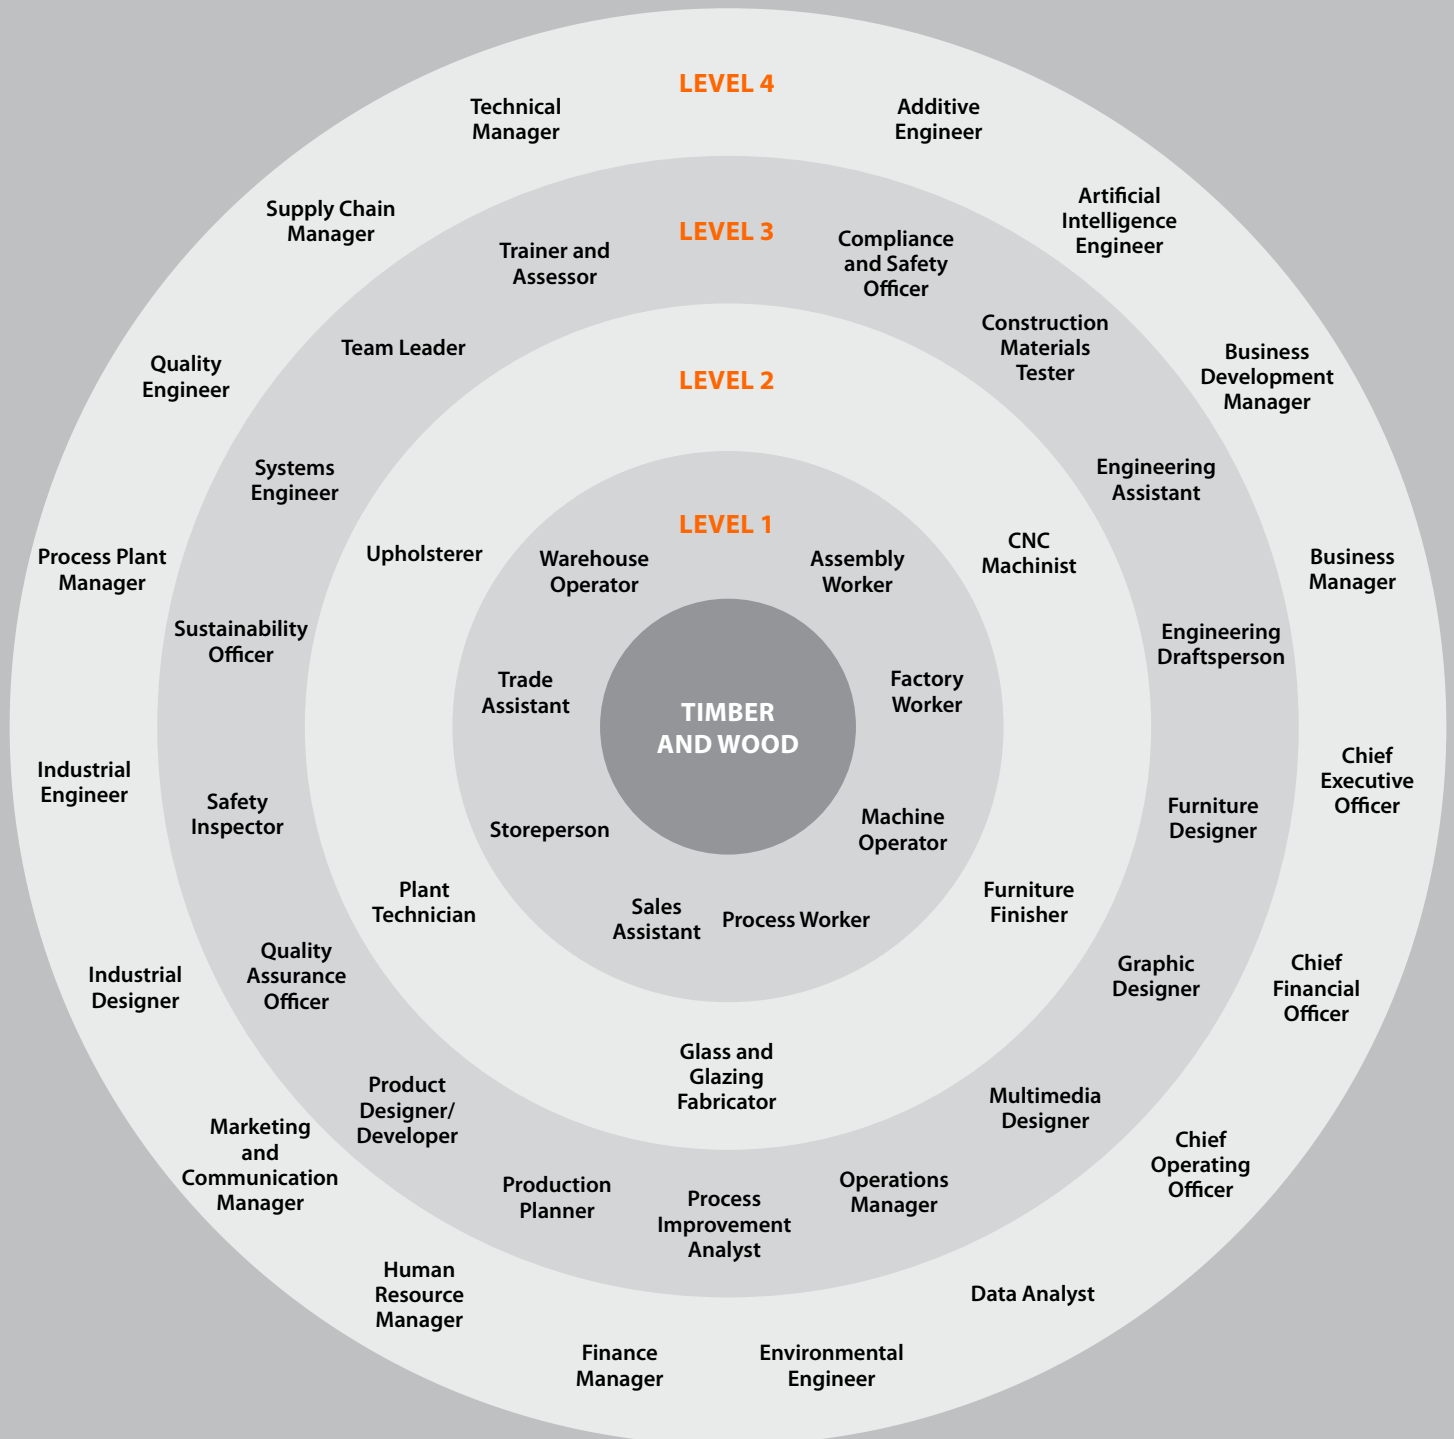 LEVEL 4
Additive
Engineer
Artificial
Intelligence
Engineer
Business
Development
Manager
Business
Manager
Chief
Executive
Officer
Chief
Financial
Officer
Chief
Operating
Officer
Data Analyst
Environmental
Engineer
Finance
Manager
Human
Resource
Manager
Marketing
and
Communication
Manager
Industrial
Designer
Industrial
Engineer
Process Plant
Manager
Quality
Engineer
Supply Chain
Manager
Technical
Manager
LEVEL 3
Compliance
and Safety
Officer
Construction
Materials
Tester
Engineering
Assistant
Engineering
Draftsperson
Furniture
Designer
Graphic
Designer
Multimedia
Designer
Operations
Manager
Process
Improvement
Analyst
Production
Planner
Product
Designer/
Developer
Quality
Assurance
Officer
Safety
Inspector
Sustainability
Officer
Systems
Engineer
Team Leader
Trainer and
Assessor
LEVEL 2
CNC
Machinist
Furniture
Finisher
Glass and
Glazing
Fabricator
Plant
Technician
Upholsterer
LEVEL 1
Assembly
Worker
Factory
Worker
Machine
Operator
Process Worker
Sales
Assistant
Storeperson
Trade
Assistant
Warehouse
Operator
TIMBER
AND WOOD